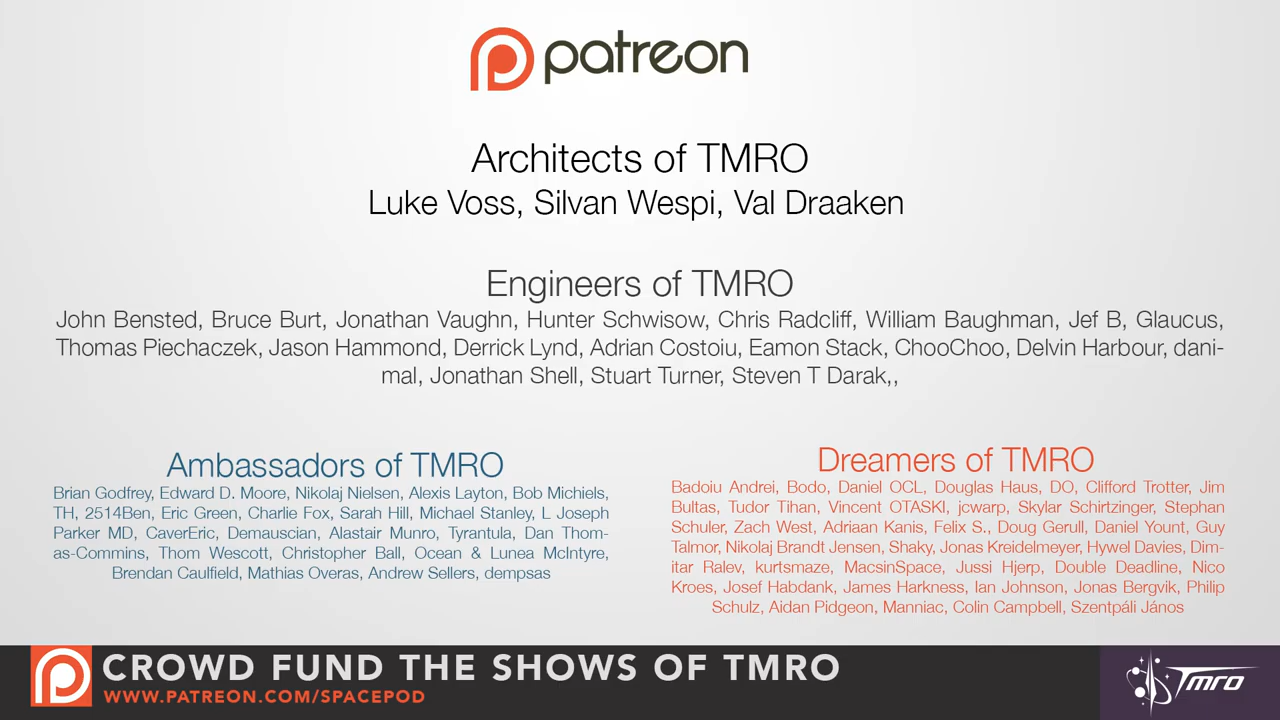 patreon
Architects of TMRO
Luke Voss, Silvan Wespi, Val Draaken
Engineers of TMRO
John Bensted, Bruce Burt, Jonathan Vaughn, Hunter Schwisow, Chris Radcliff, William Baughman, Jef B, Glaucus,
Thomas Piechaczek, Jason Hammond, Derrick Lynd, Adrian Costoiu, Eamon Stack, ChooChoo, Delvin Harbour, dani-
mal, Jonathan Shell, Stuart Turner, Steven T Darak,,
Ambassadors of TMRO
Brian Godfrey, Edward D. Moore, Nikolaj Nielsen, Alexis Layton, Bob Michiels,
TH, 2514Ben, Eric Green, Charlie Fox, Sarah Hill, Michael Stanley, L Joseph
Parker MD, CaverEric, Demauscian, Alastair Munro, Tyrantula, Dan Thom-
as-Commins, Thom Wescott, Christopher Ball, Ocean & Lunea McIntyre,
Brendan Caulfield, Mathias Overas, Andrew Sellers, dempsas
Dreamers of TMRO
Badoiu Andrei, Bodo, Daniel OCL, Douglas Haus, DO, Clifford Trotter, Jim
Bultas, Tudor Tihan, Vincent OTASKI, jcwarp, Skylar Schirtzinger, Stephan
Schuler, Zach West, Adriaan Kanis, Felix S., Doug Gerull, Daniel Yount, Guy
Talmor, Nikolaj Brandt Jensen, Shaky, Jonas Kreidelmeyer, Hywel Davies, Dim-
itar Ralev, kurtsmaze, MacsinSpace, Jussi Hjerp, Double Deadline, Nico
Kroes, Josef Habdank, James Harkness, Ian Johnson, Jonas Bergvik, Philip
Schulz, Aidan Pidgeon, Manniac, Colin Campbell, Szentpáli János
CROWD FUND THE SHOWS OF TMRO
WWW.PATREON.COM/SPACEPOD
Tmro